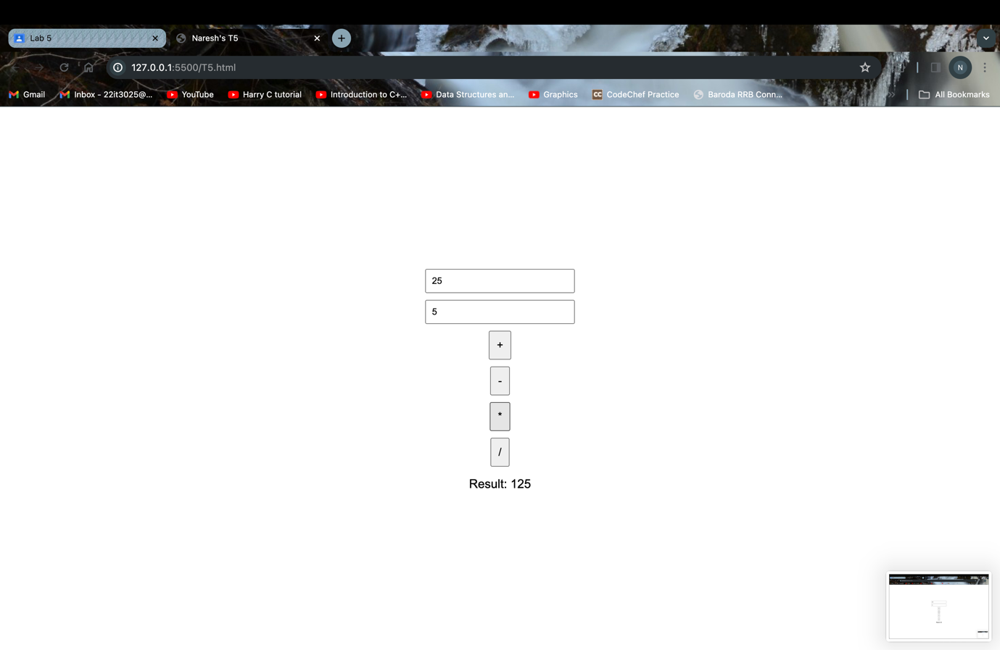 Lab 5
Naresh's T5
127.0.0.1:5500/T5.html
N
Gmail
Inbox - 22it3025@...
YouTube
Harry C tutorial
Introduction to C+...
Data Structures an...
Graphics
CC CodeChef Practice
Baroda RRB Conn...
All Bookmarks
25
5
+
-
*
/
Result: 125